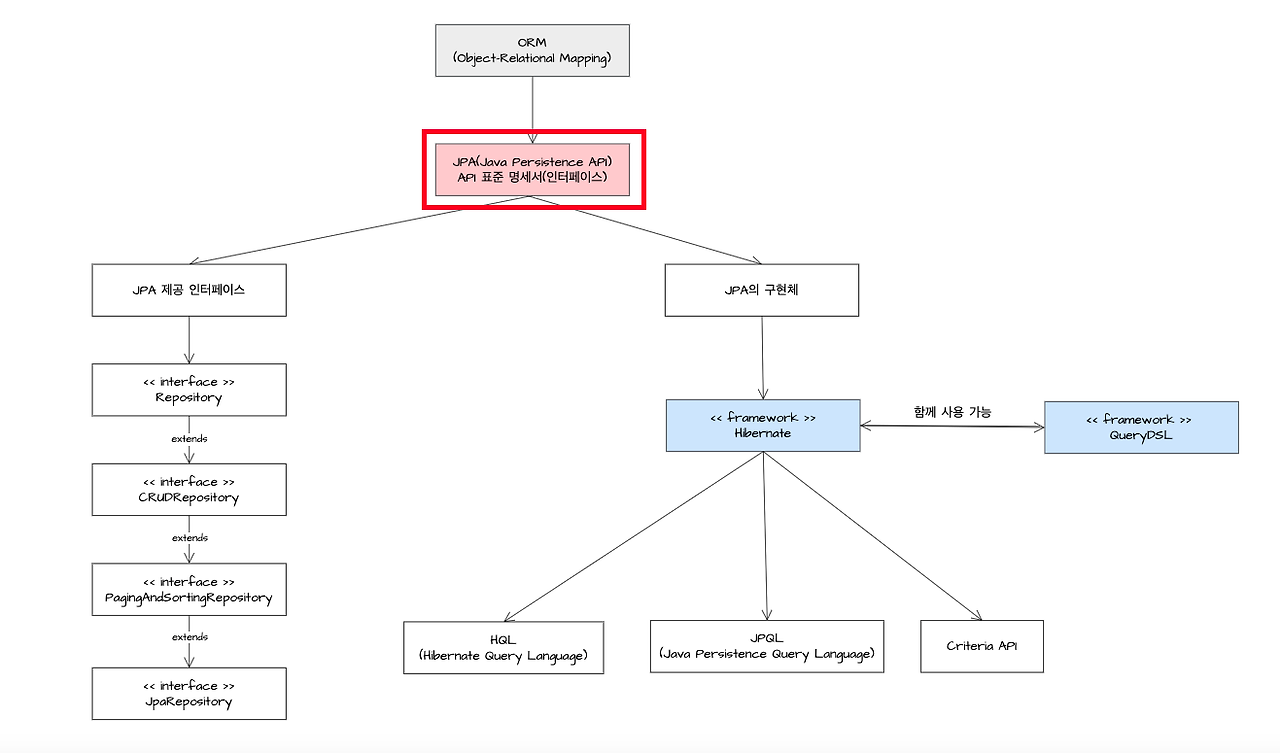 ORM
(Object-Relational Mapping)
JPA(Java Persistence API)
API 표준 명세서(인터페이스)
JPA 제공 인터페이스
JPA의 구현체
<< interface >>
Repository
<< framework >>
Hibernate
함께 사용 가능
<< framework >>
QueryDSL
extends
<< interface >>
CRUDRepository
extends
<< interface >>
PagingAndSortingRepository
extends
<< interface >>
JpaRepository
HQL
(Hibernate Query Language)
JPQL
(Java Persistence Query Language)
Criteria API